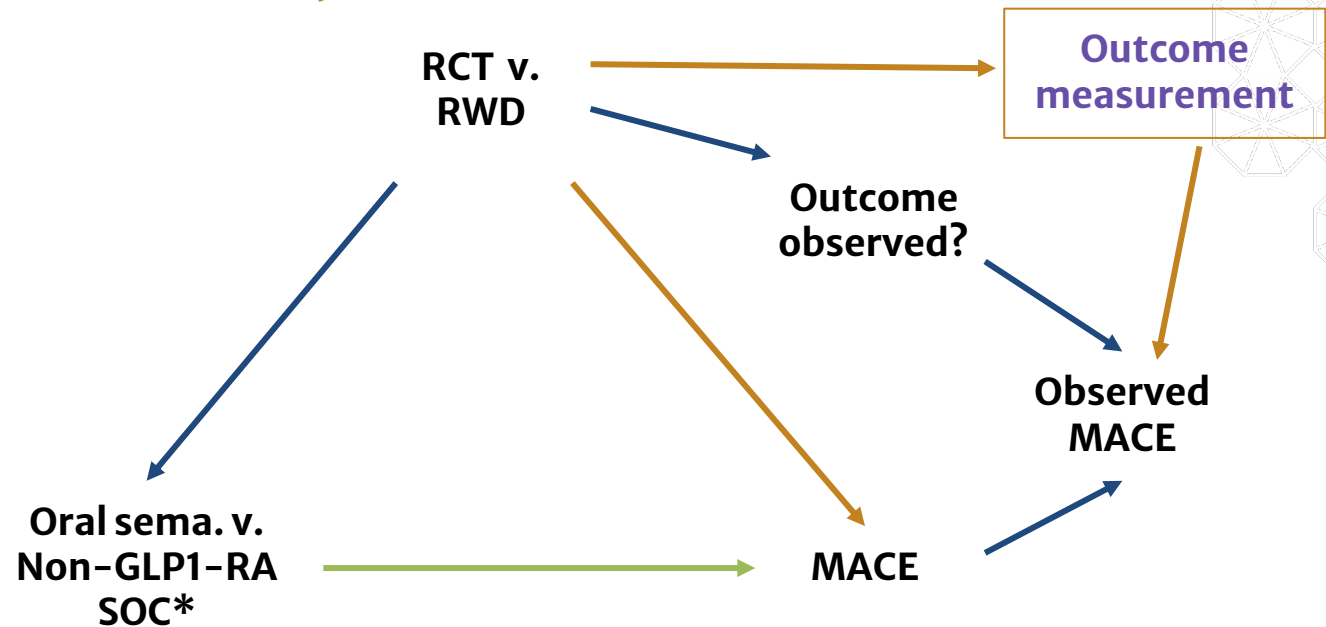 RCT v.
RWD
Outcome
measurement
Outcome
observed?
Observed
MACE
Oral sema. v.
Non-GLP1-RA
SOC*
MACE